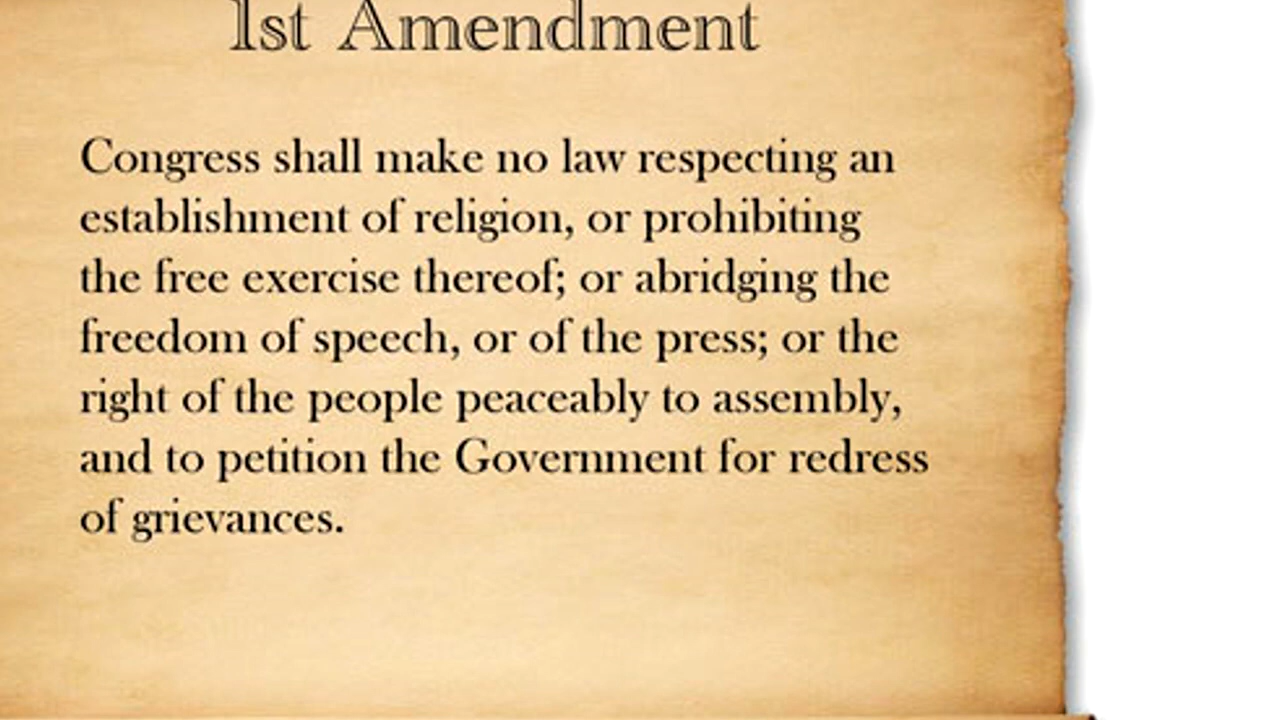 1st Amendment
Congress shall make no law respecting an
establishment of religion, or prohibiting
the free exercise thereof; or abridging the
freedom of speech, or of the press; or the
right of the people peaceably to assembly,
and to petition the Government for redress
of grievances.